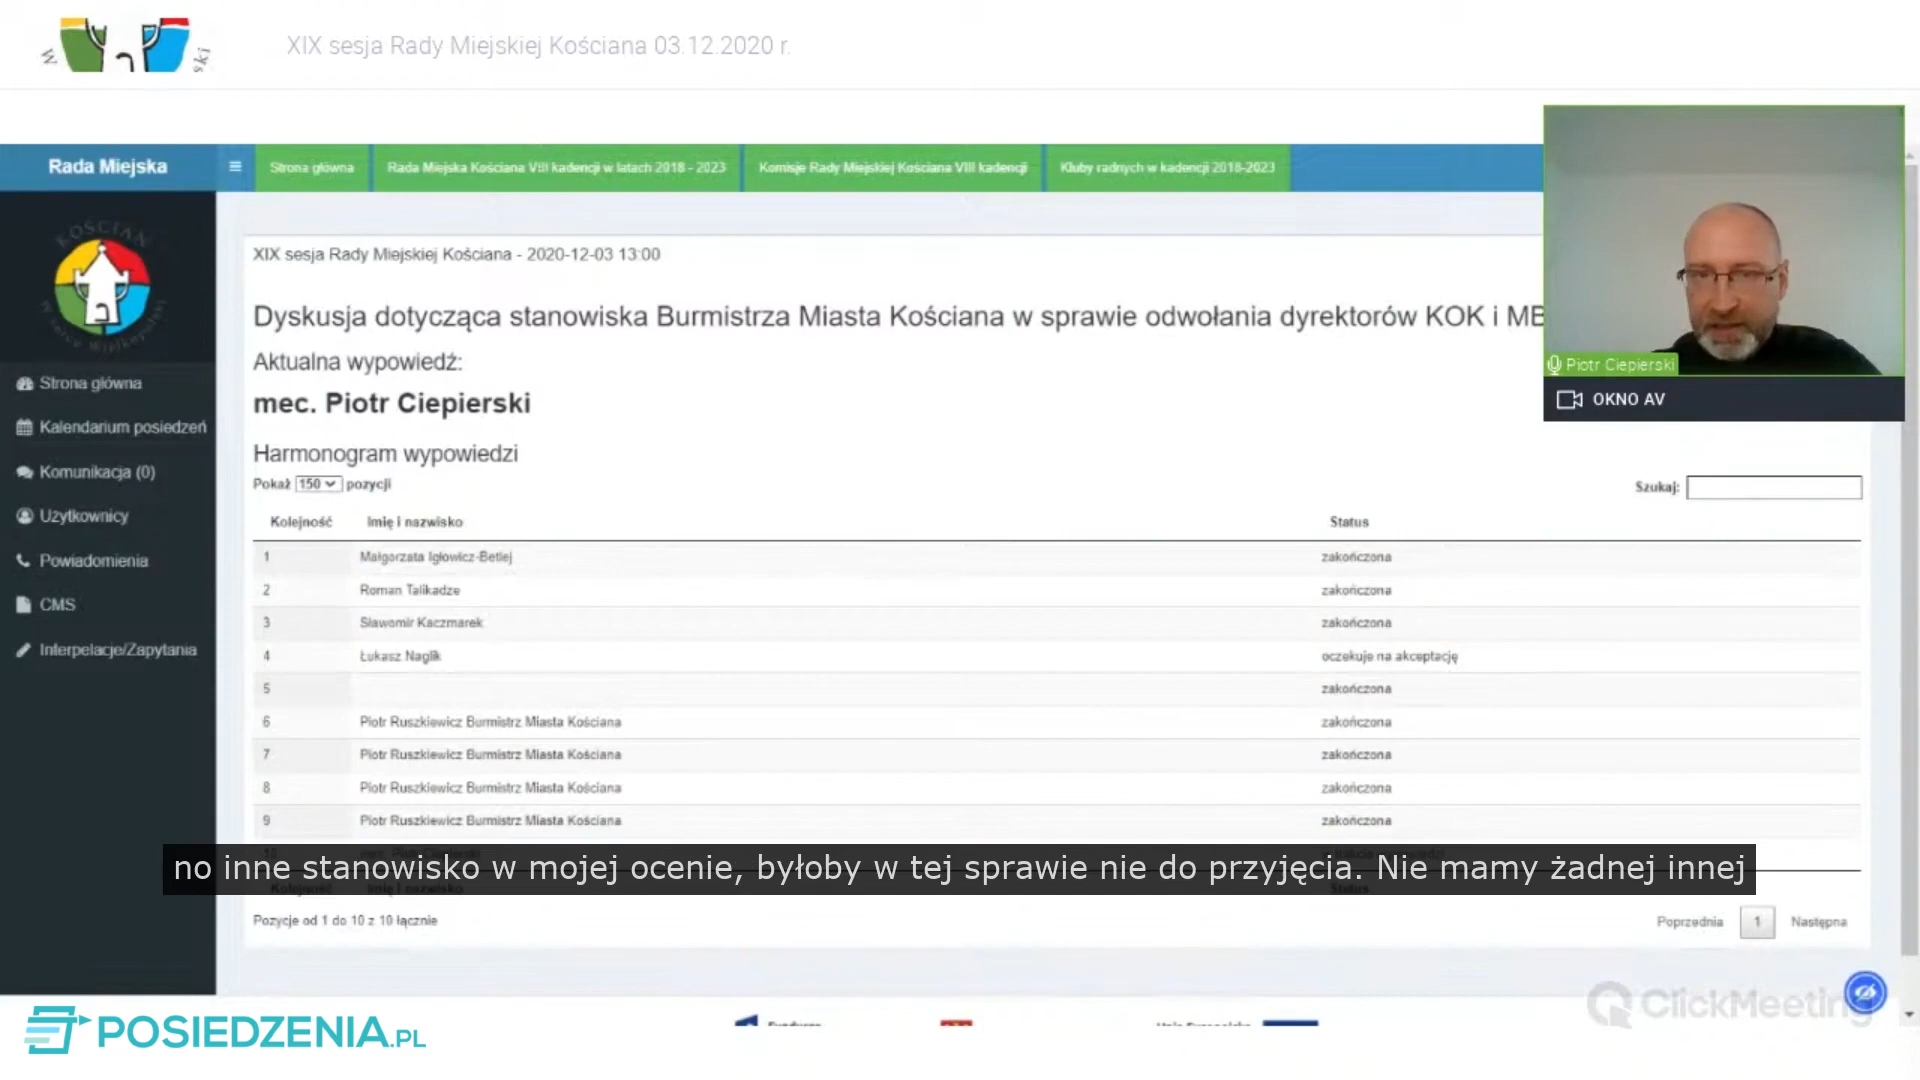 XIX sesja Rady Miejskiej Kościana 03.12.2020 r.
Rada Miejska
Strona główna
Rada Miejska Kościana VIII kadencji w latach 2018 - 2023
Komisje Rady Miejskiej Kościana VIII kadencji
Kluby radnych w kadencji 2018-2023
KOŚCIAN
Strona główna
Kalendarium posiedzeń
Komunikacja (0)
Użytkownicy
Powiadomienia
CMS
Interpelacje/Zapytania
XIX sesja Rady Miejskiej Kościana - 2020-12-03 13:00
Dyskusja dotycząca stanowiska Burmistrza Miasta Kościana w sprawie odwołania dyrektorów KOK i MB
Aktualna wypowiedź:
mec. Piotr Ciepierski
Piotr Ciepierski
OKNO AV
Harmonogram wypowiedzi
Pokaż 150 pozycji
Szukaj:
Kolejność Imię i nazwisko Status
1 Małgorzata Igłowicz-Betlej zakończona
2 Roman Talikadze zakończona
3 Sławomir Kaczmarek zakończona
4 Łukasz Naglik oczekuje na akceptację
5 zakończona
6 Piotr Ruszkiewicz Burmistrz Miasta Kościana zakończona
7 Piotr Ruszkiewicz Burmistrz Miasta Kościana zakończona
8 Piotr Ruszkiewicz Burmistrz Miasta Kościana zakończona
9 Piotr Ruszkiewicz Burmistrz Miasta Kościana zakończona
no inne stanowisko w mojej ocenie, byłoby w tej sprawie nie do przyjęcia. Nie mamy żadnej innej
Kolejność Imię i nazwisko Status
Pozycje od 1 do 10 z 10 łącznie
Poprzednia 1 Następna
ClickMeeting
POSIEDZENIA.PL